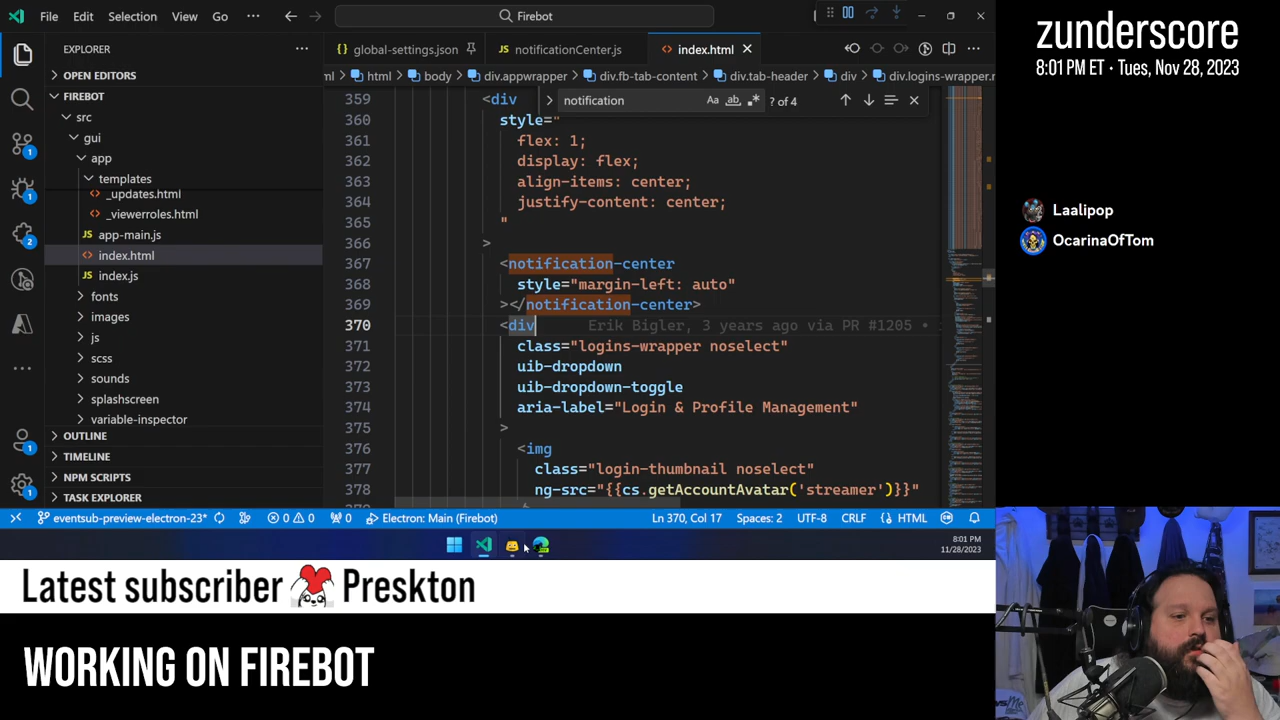 File Edit Selection View Go ··· Firebot
zunderscore
8:01 PM ET · Tues, Nov 28, 2023
Laalipop
OcarinaOfTom
EXPLORER ···
OPEN EDITORS
FIREBOT
src
gui
app
templates
_updates.html
_viewerroles.html
app-main.js
index.html
index.js
fonts
images
js
scss
sounds
splashscreen
variable-inspector
OUTLINE
TIMELINE
NPM SCRIPTS
TASK EXPLORER
1
1
2
1
1
global-settings.json notificationCenter.js index.html
ml > html > body > div.appwrapper > div.fb-tab-content > div.tab-header > div > div.logins-wrapper.n
notification Aa ab .* ? of 4
359 <div
360 style="
361 flex: 1;
362 display: flex;
363 align-items: center;
364 justify-content: center;
365 "
366 >
367 <notification-center
368 style="margin-left: auto"
369 ></notification-center>
370 <div Erik Bigler, 3 years ago via PR #1205 •
371 class="logins-wrapper noselect"
372 uib-dropdown
373 uib-dropdown-toggle
374 aria-label="Login & Profile Management"
375 >
376 <img
377 class="login-thumbnail noselect"
378 ng-src="{{cs.getAccountAvatar('streamer')}}"
eventsub-preview-electron-23* 0 0 0 Electron: Main (Firebot) Ln 370, Col 17 Spaces: 2 UTF-8 CRLF HTML
8:01 PM
11/28/2023
Latest subscriber Preskton
WORKING ON FIREBOT